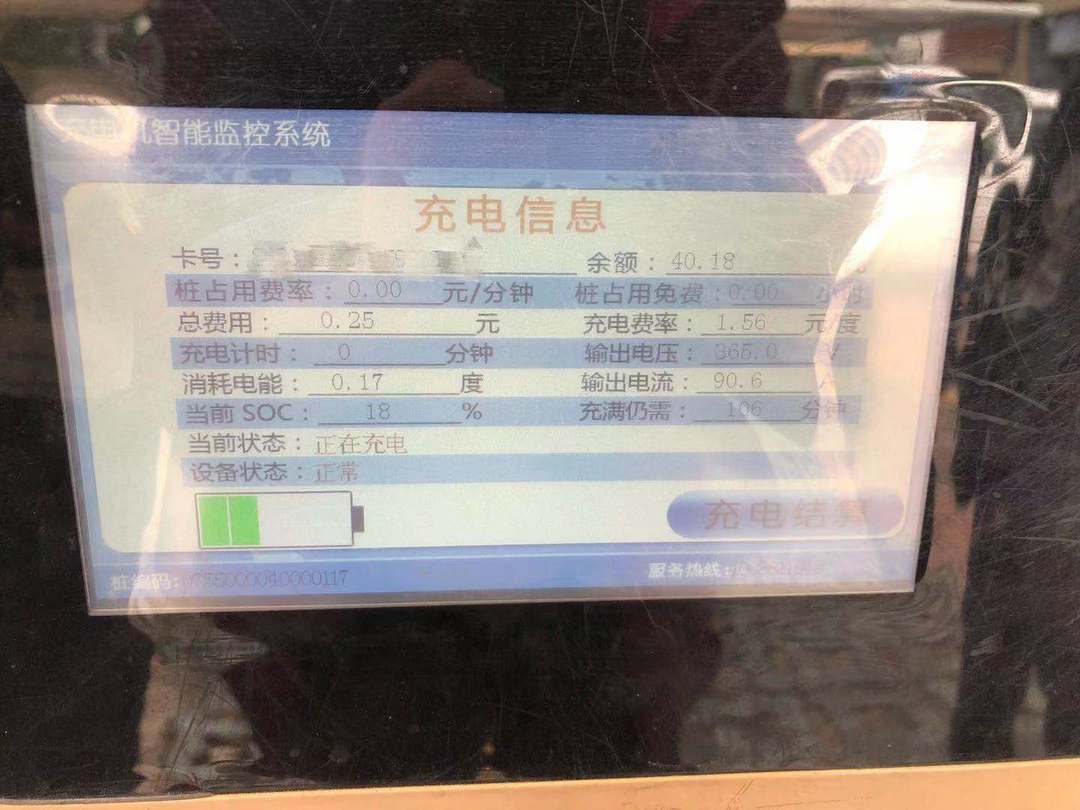 智能监控系统
充电信息
卡号： 余额：40.18
桩占用费率：0.00 元/分钟 桩占用免费：0.00 小时
总费用：0.25 元 充电费率：1.56 元/度
充电计时：0 分钟 输出电压：365.0 V
消耗电能：0.17 度 输出电流：90.6 A
当前 SOC：18 % 充满仍需：106 分钟
当前状态：正在充电
设备状态：正常
充电结算
桩编码： 服务热线：